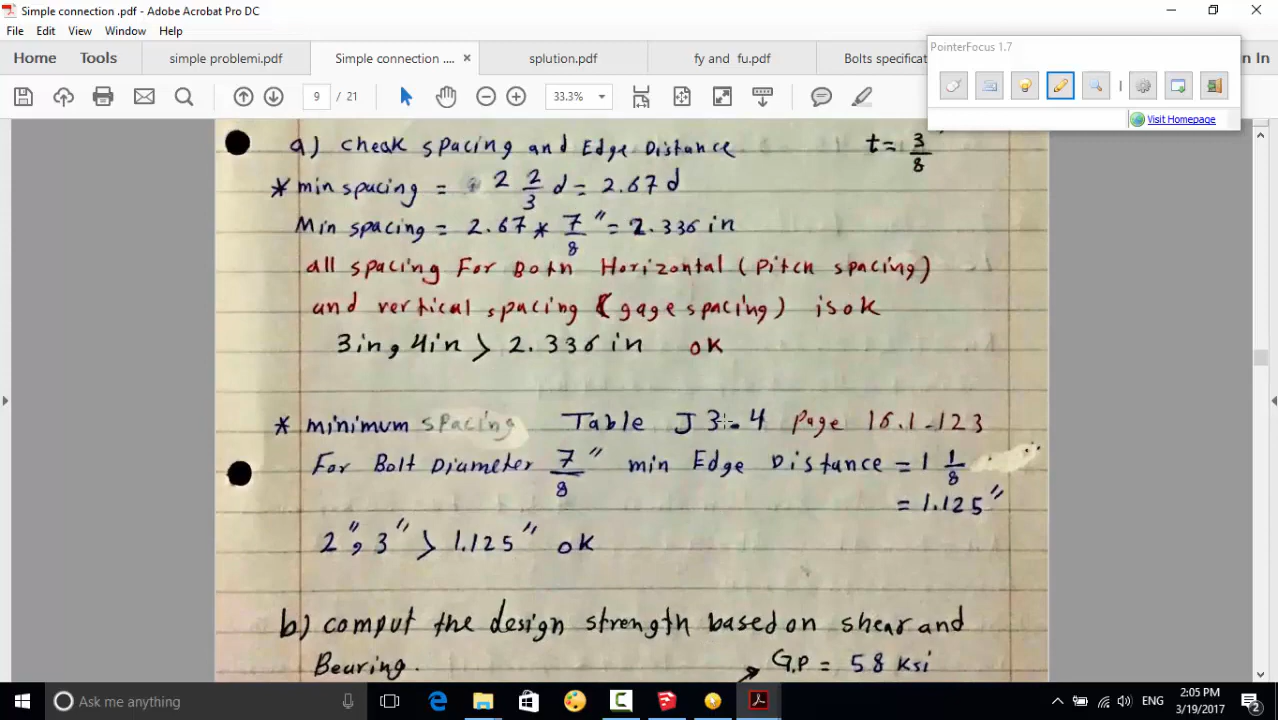 Simple connection .pdf - Adobe Acrobat Pro DC
File Edit View Window Help
Home Tools simple problemi.pdf Simple connection .... × splution.pdf fy and fu.pdf Bolts specificat In
PointerFocus 1.7
Visit Homepage
9 / 21 33.3%
a) cheak spacing and Edge Distance t= 3/8"
* min spacing = 2 2/3 d = 2.67 d
Min spacing = 2.67 * 7/8" = 2.336 in
all spacing For Both Horizontal (Pitch spacing)
and vertical spacing (gage spacing) is ok
3in, 4in > 2.336 in ok
* minimum spacing Table J 3-4 Page 16.1-123
For Bolt Diameter 7/8" min Edge Distance = 1 1/8
= 1.125"
2", 3" > 1.125" ok
b) comput the design strength based on shear and
Bearing. G.P = 58 Ksi
Ask me anything
ENG
2:05 PM
3/19/2017
2